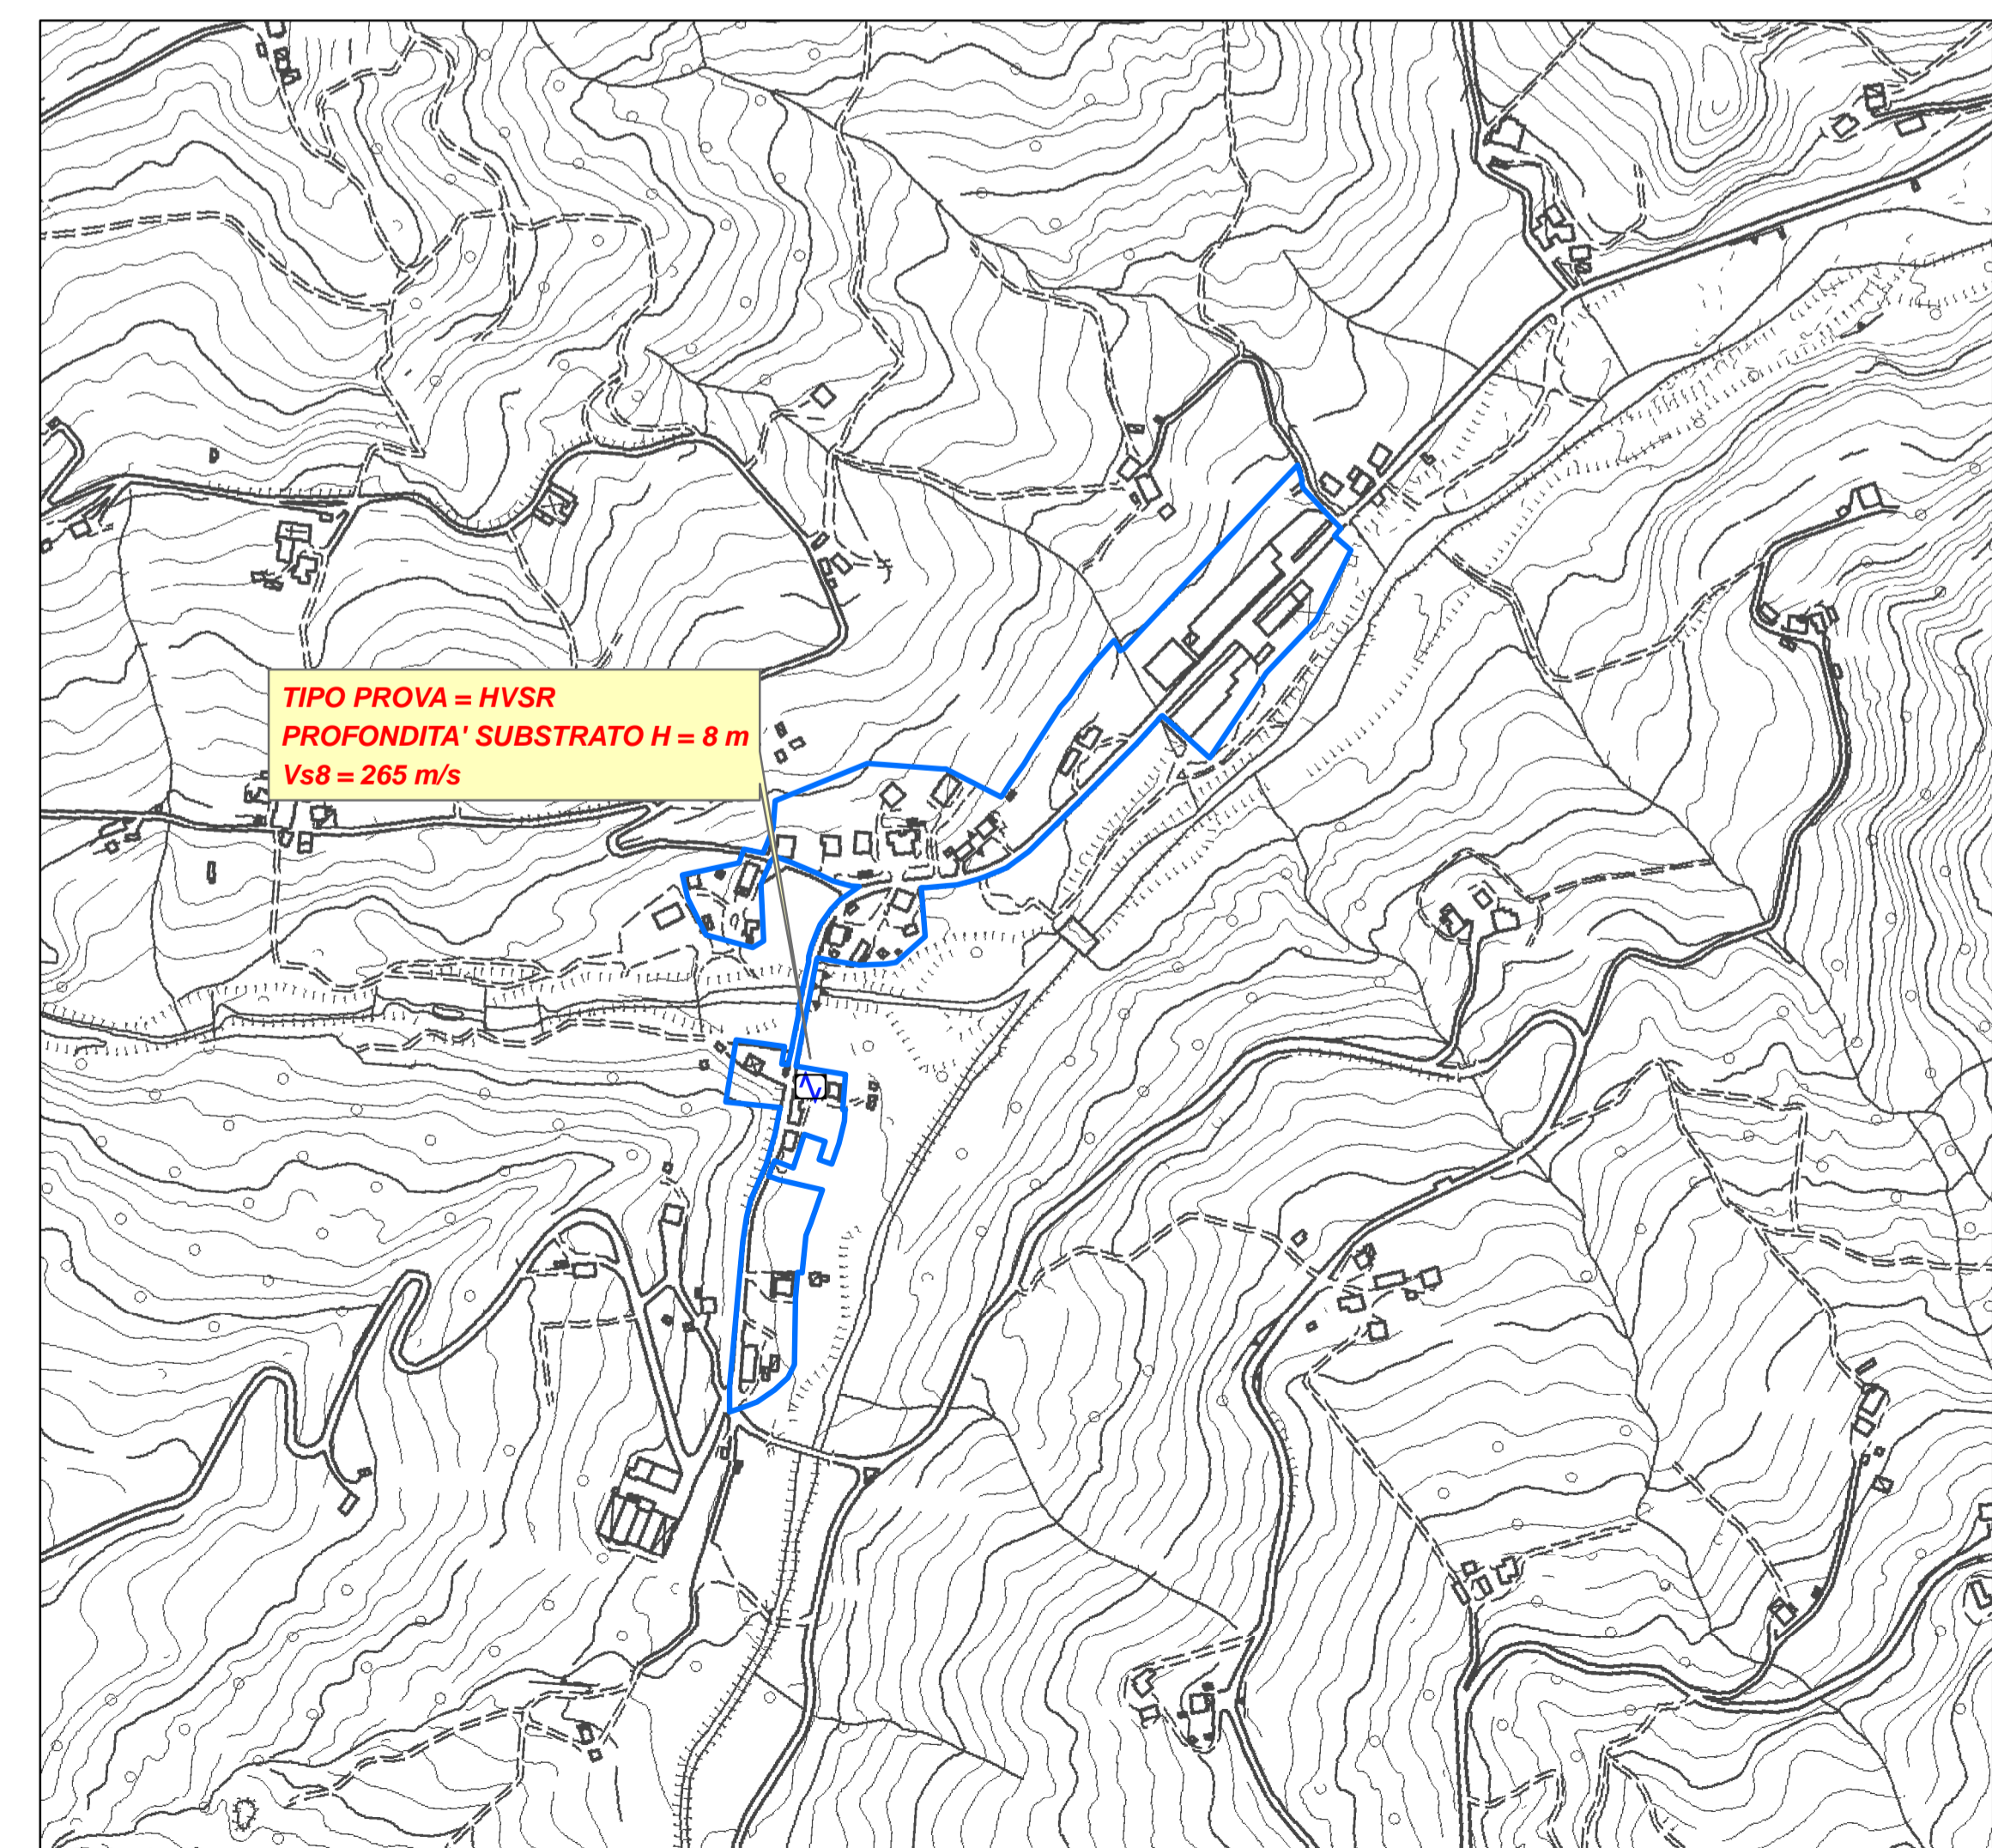 TIPO PROVA = HVSR
PROFONDITA' SUBSTRATO H = 8 m
Vs8 = 265 m/s